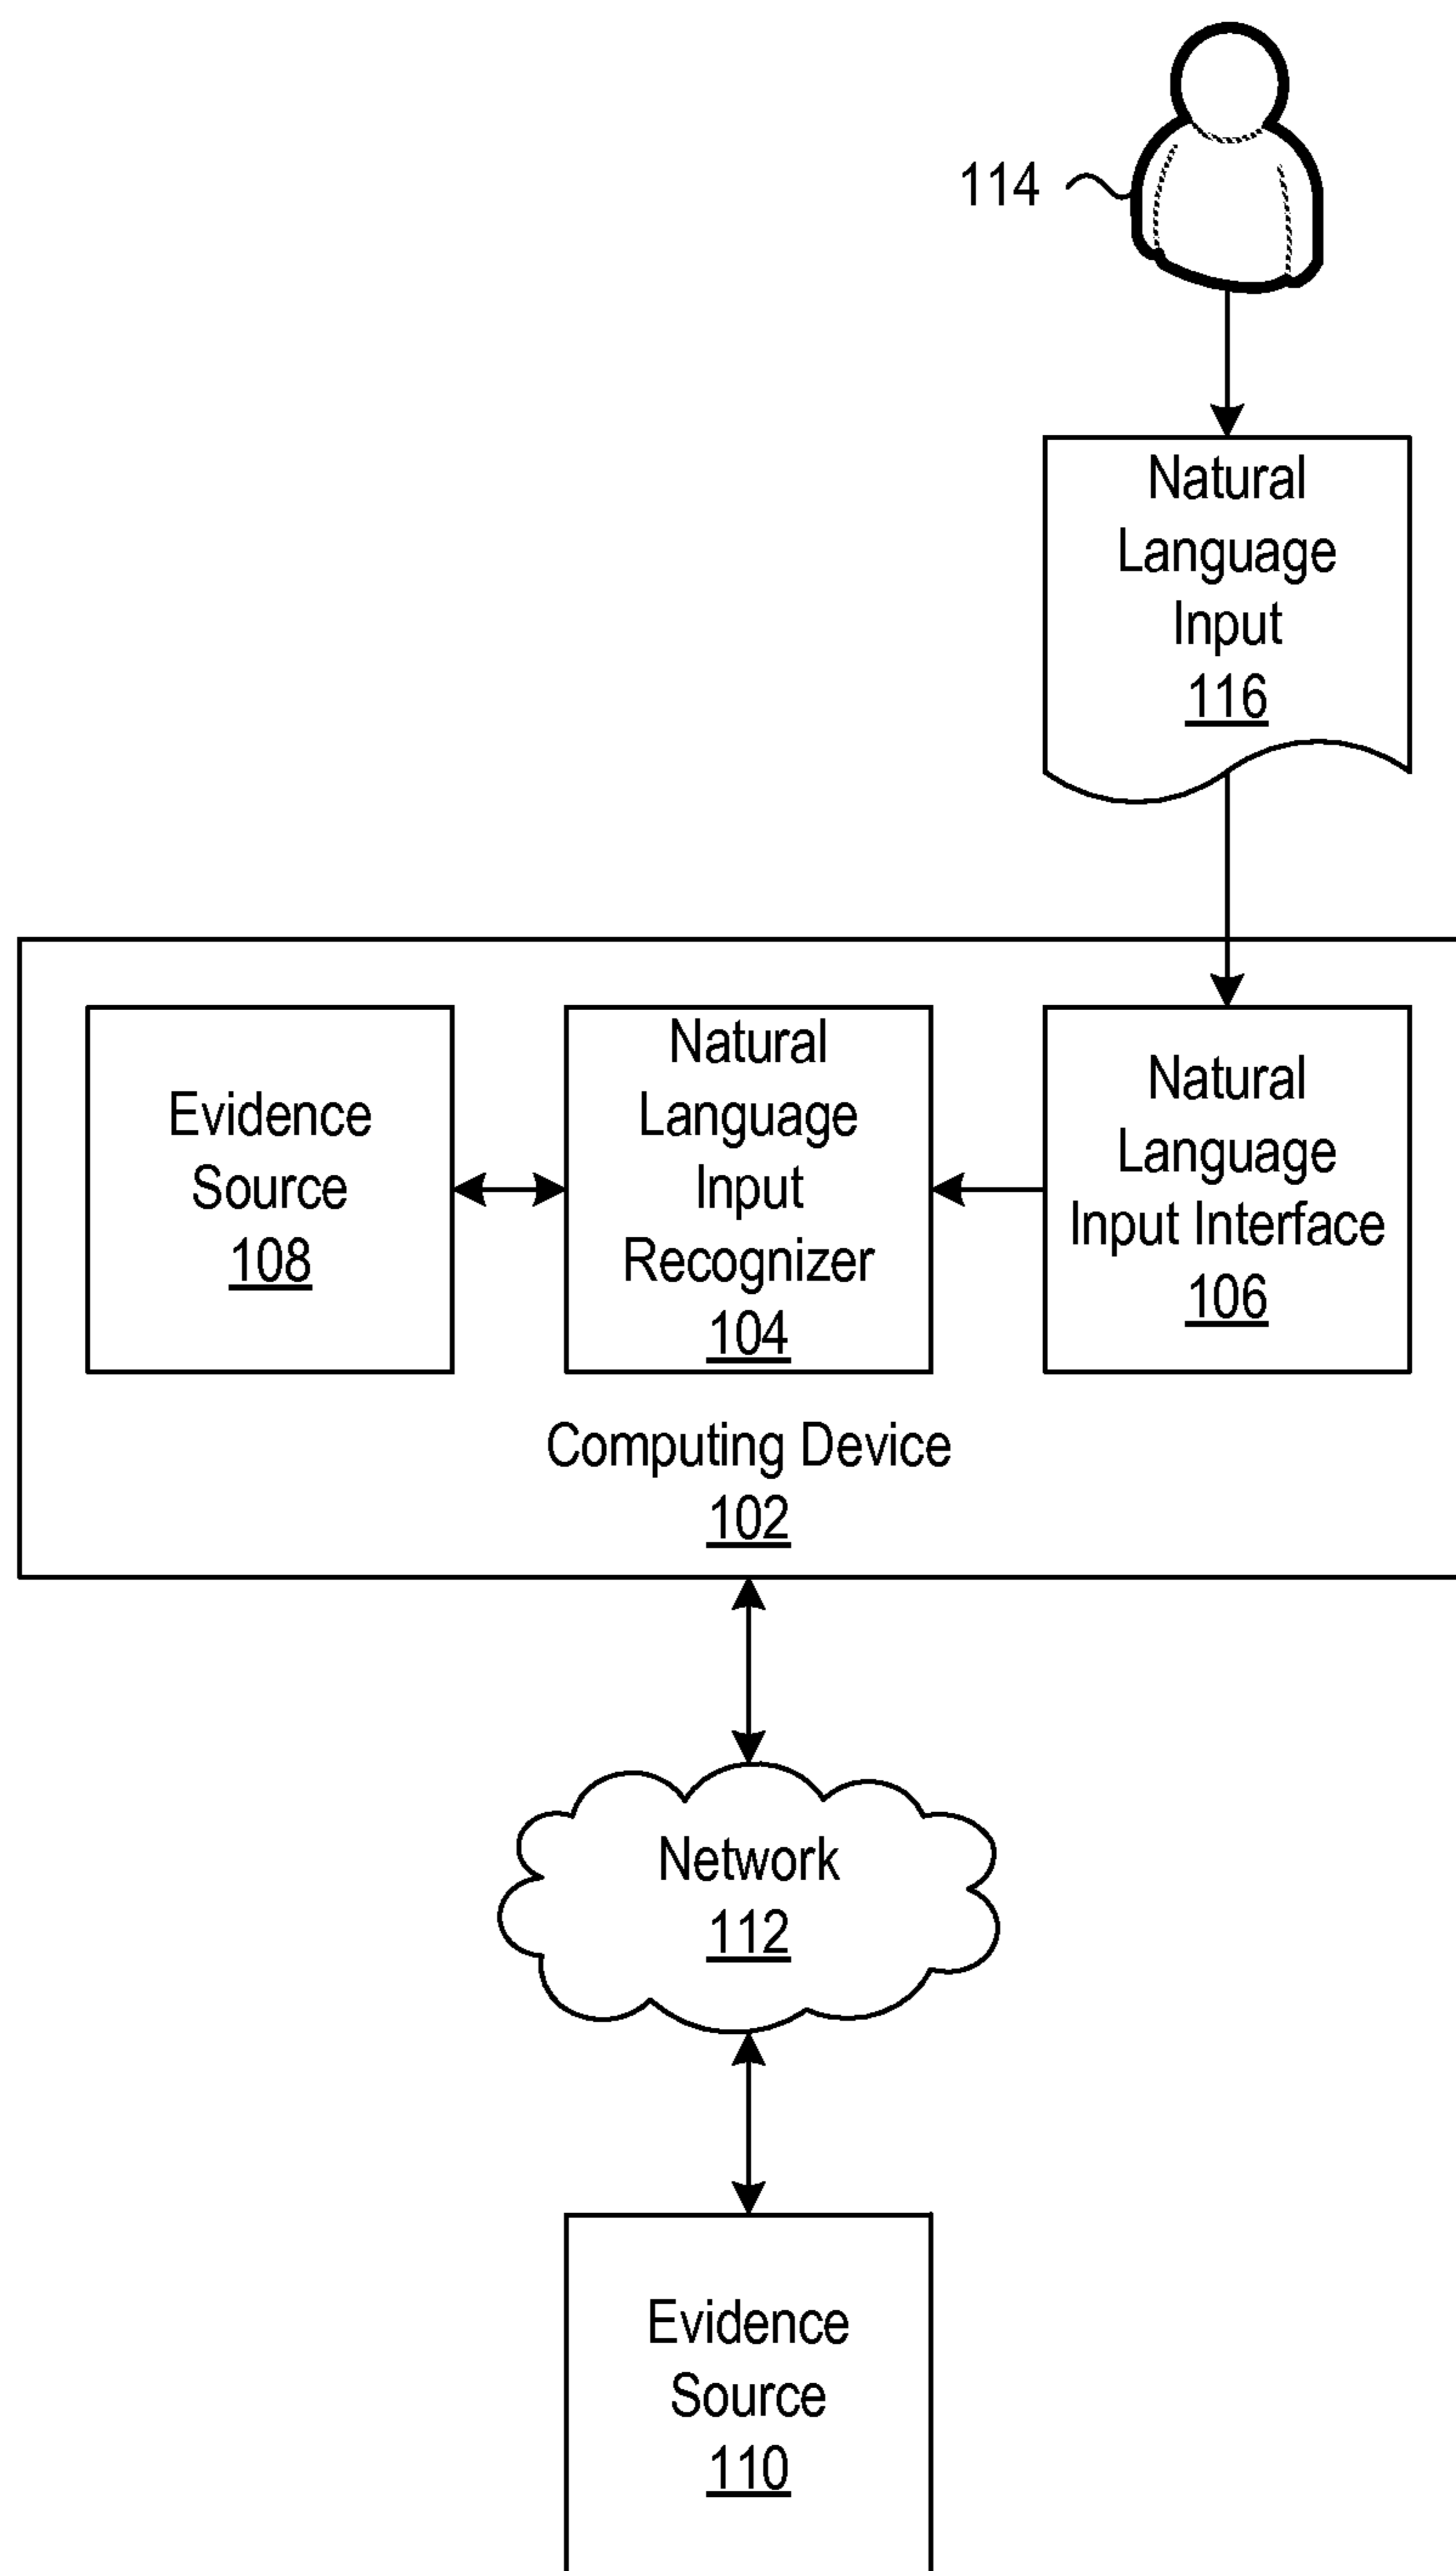 114
Natural
Language
Input
116
Evidence
Source
108
Natural
Language
Input
Recognizer
104
Natural
Language
Input Interface
106
Computing Device
102
Network
112
Evidence
Source
110